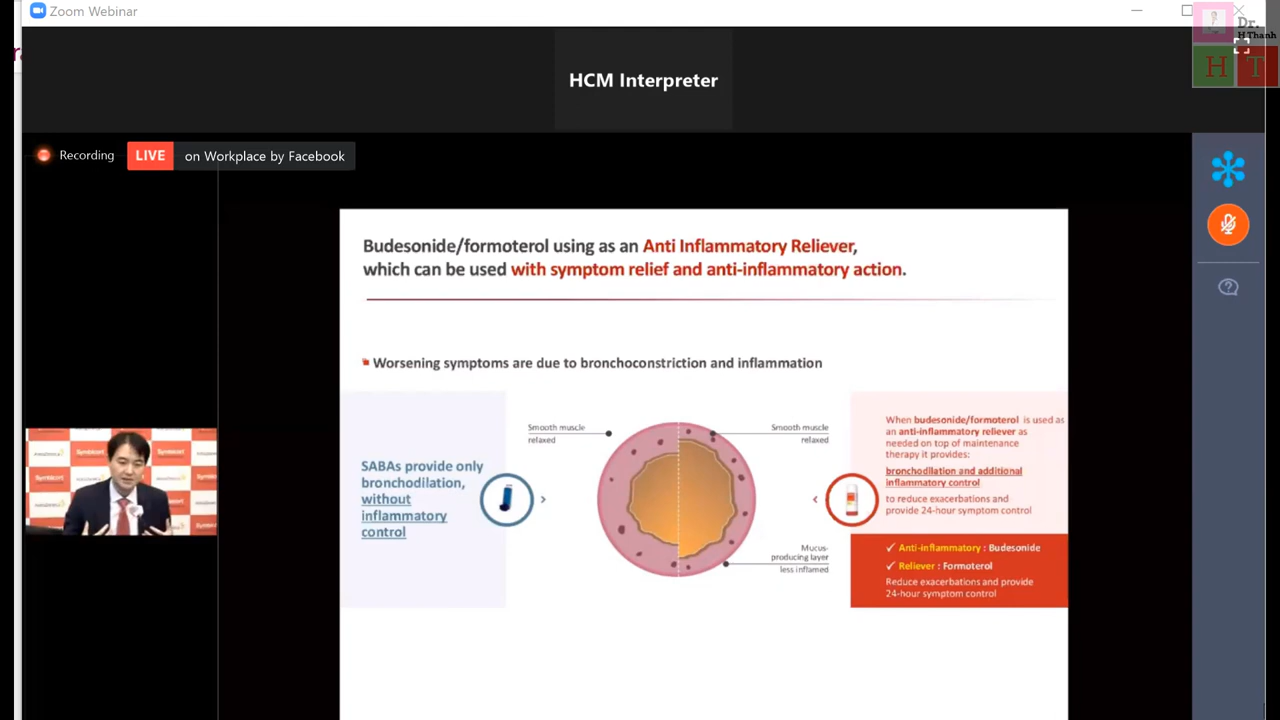 Zoom Webinar
Dr.
H Thanh
H T
HCM Interpreter
Recording
LIVE
on Workplace by Facebook
Budesonide/formoterol using as an Anti Inflammatory Reliever,
which can be used with symptom relief and anti-inflammatory action.
Worsening symptoms are due to bronchoconstriction and inflammation
SABAs provide only
bronchodilation,
without
inflammatory
control
Smooth muscle
relaxed
Smooth muscle
relaxed
Mucus-
producing layer
less inflamed
When budesonide/formoterol is used as
an anti-inflammatory reliever as
needed on top of maintenance
therapy it provides:
bronchodilation and additional
inflammatory control
to reduce exacerbations and
provide 24-hour symptom control
✓ Anti-inflammatory : Budesonide
✓ Reliever : Formoterol
Reduce exacerbations and provide
24-hour symptom control
Symbicort